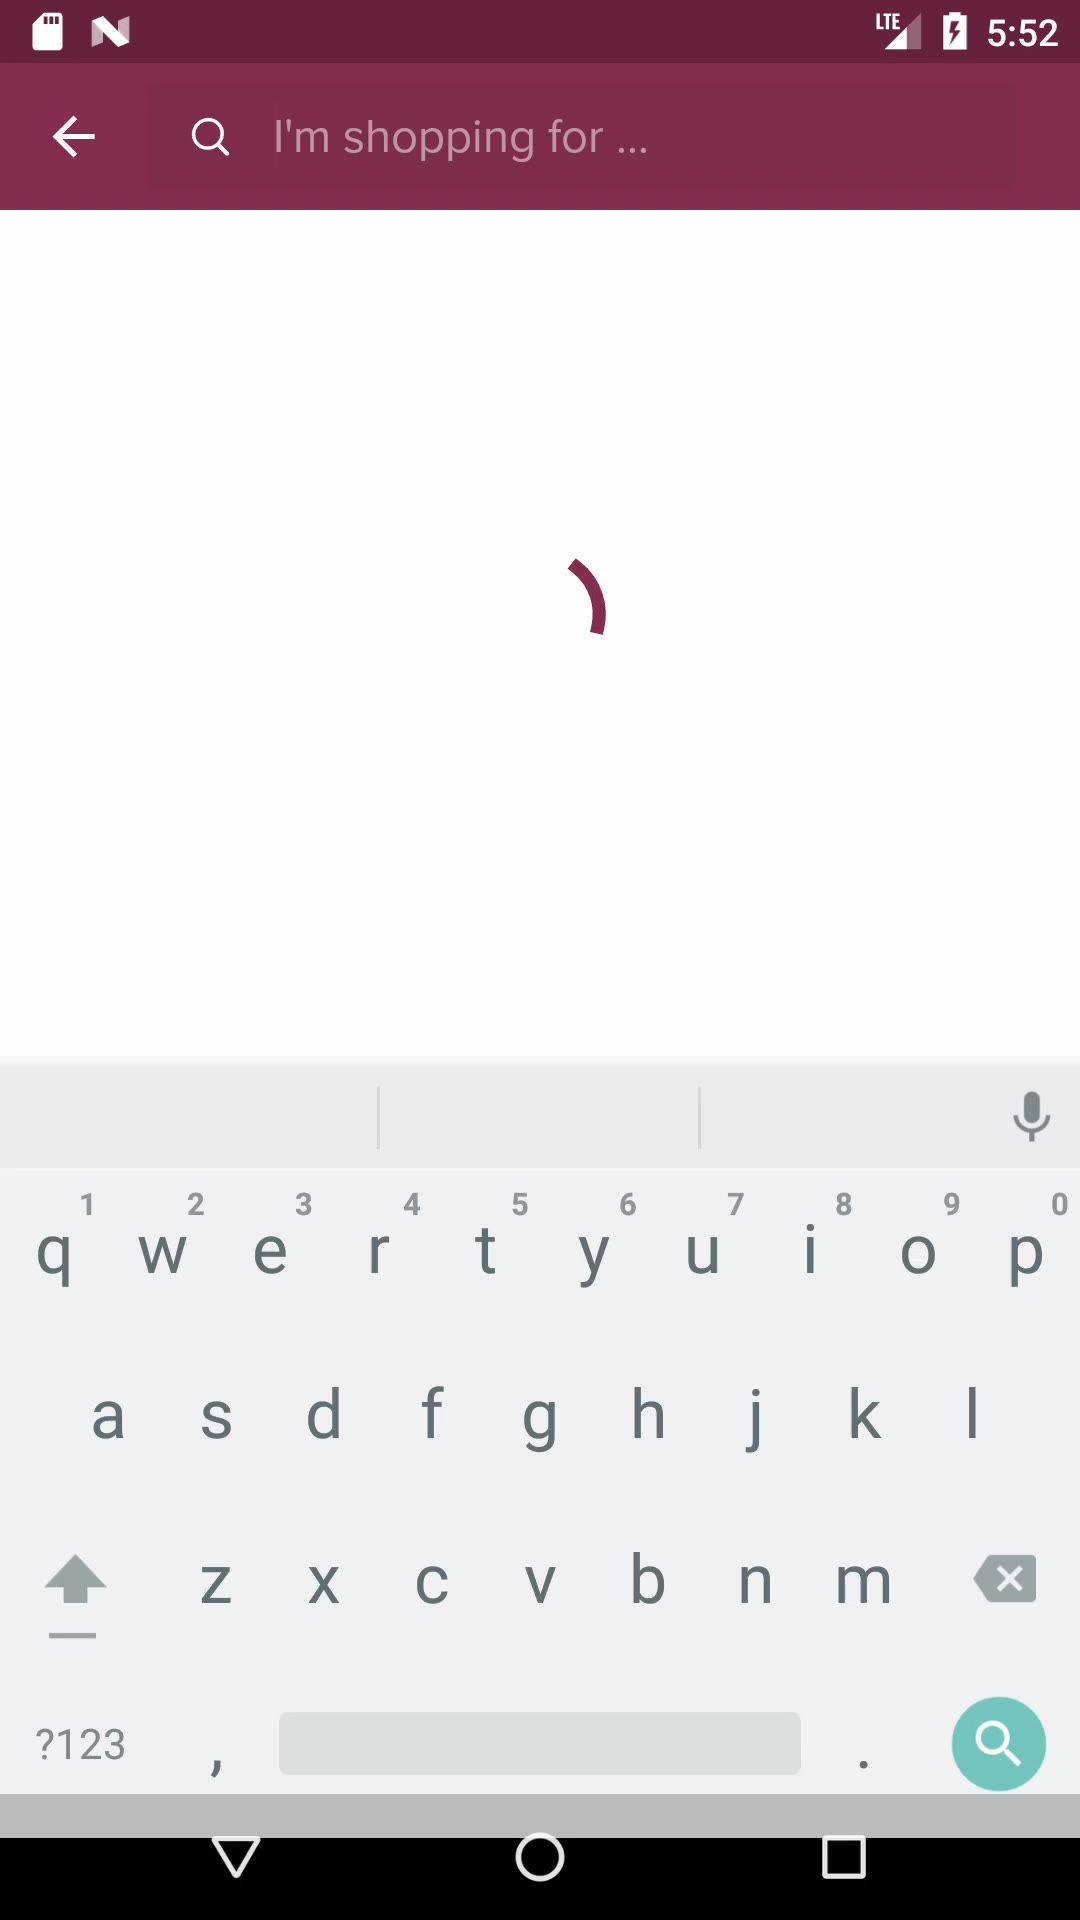 LTE 5:52
I'm shopping for ...
1 2 3 4 5 6 7 8 9 0
q w e r t y u i o p
a s d f g h j k l
z x c v b n m
?123 , .